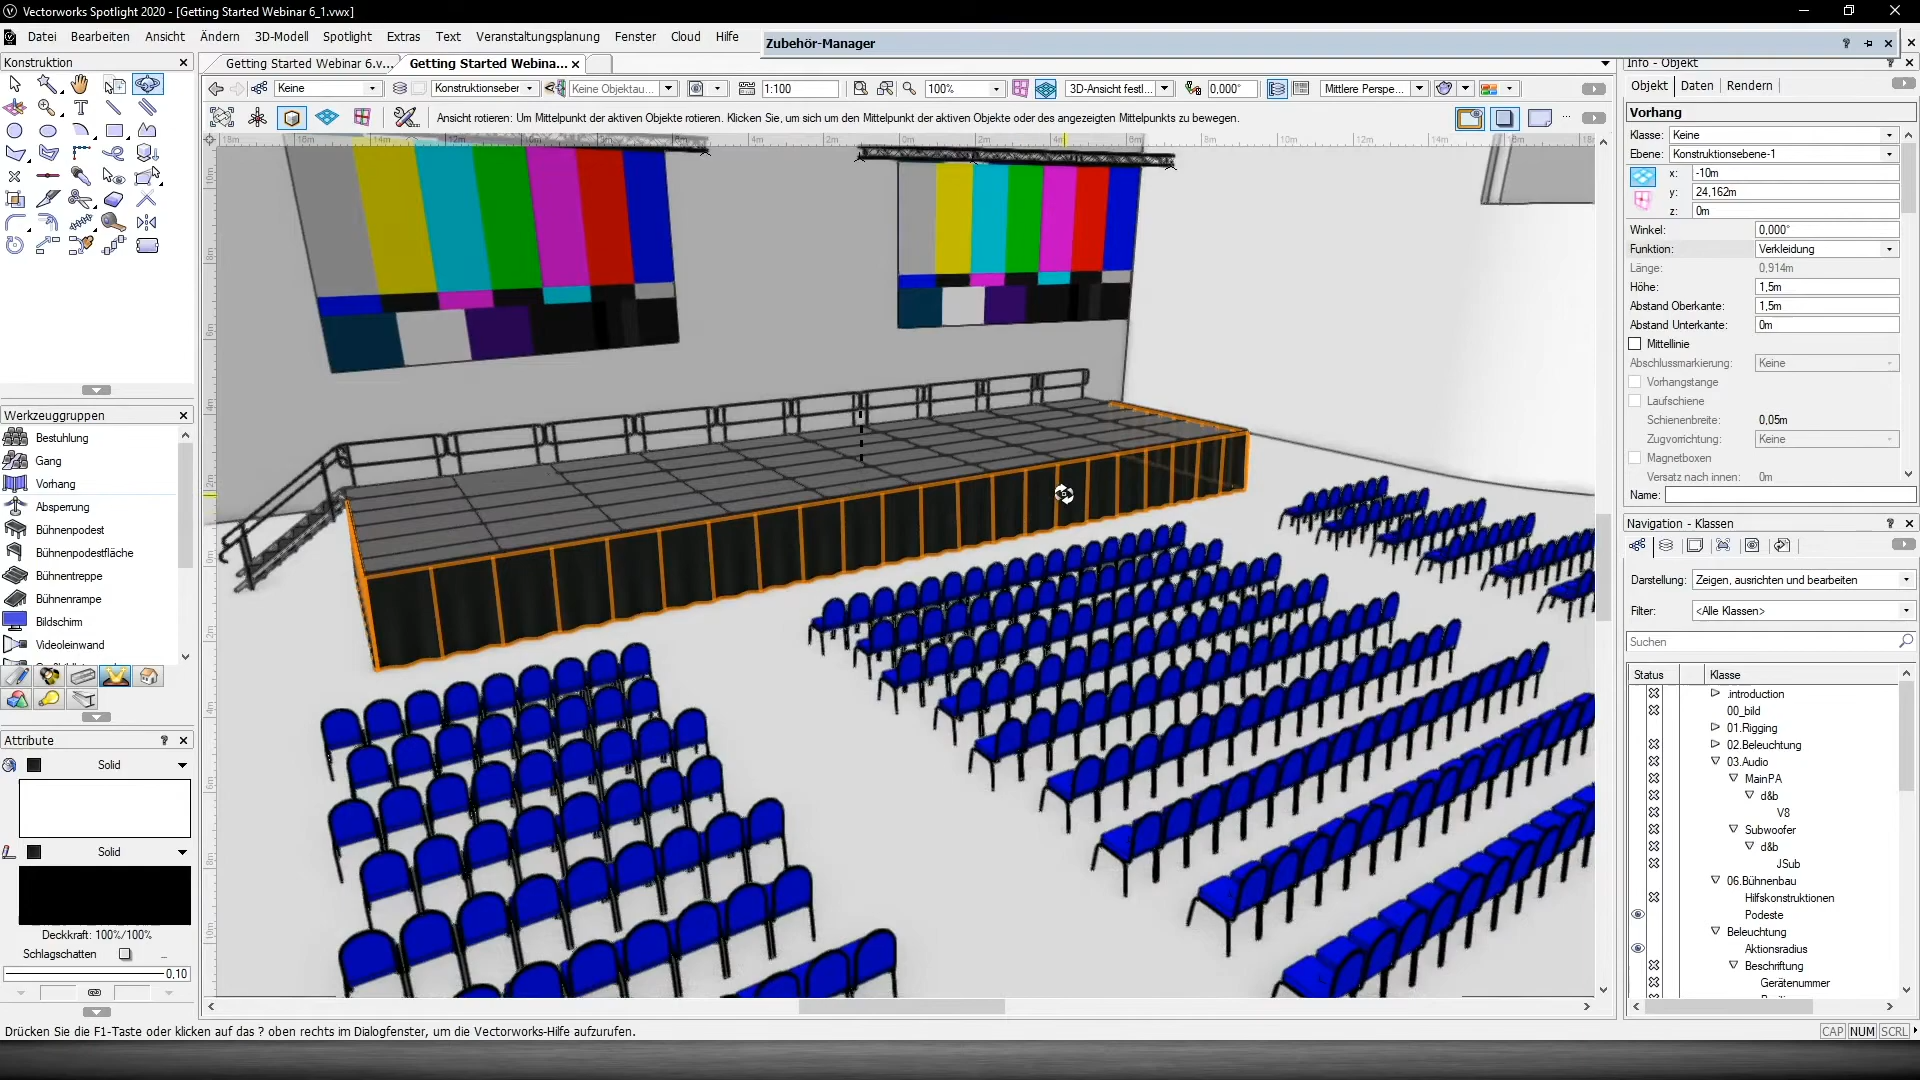 Vectorworks Spotlight 2020 - [Getting Started Webinar 6_1.vwx]
Datei Bearbeiten Ansicht Ändern 3D-Modell Spotlight Extras Text Veranstaltungsplanung Fenster Cloud Hilfe
Zubehör-Manager
Konstruktion
Getting Started Webinar 6.v... Getting Started Webina...
Keine Konstruktionseber Keine Objektau... 1:100 100% 3D-Ansicht festl... 0,000° Mittlere Perspe...
Ansicht rotieren: Um Mittelpunkt der aktiven Objekte rotieren. Klicken Sie, um sich um den Mittelpunkt der aktiven Objekte oder des angezeigten Mittelpunkts zu bewegen.
Werkzeuggruppen
Bestuhlung
Gang
Vorhang
Absperrung
Bühnenpodest
Bühnenpodestfläche
Bühnentreppe
Bühnenrampe
Bildschirm
Videoleinwand
Attribute
Solid
Solid
Deckkraft: 100%/100%
Schlagschatten
0,10
Info - Objekt
Objekt Daten Rendern
Vorhang
Klasse: Keine
Ebene: Konstruktionsebene-1
x: -10m
y: 24,162m
z: 0m
Winkel: 0,000°
Funktion: Verkleidung
Länge: 0,914m
Höhe: 1,5m
Abstand Oberkante: 1,5m
Abstand Unterkante: 0m
Mittellinie
Abschlussmarkierung: Keine
Vorhangstange
Laufschiene
Schienenbreite: 0,05m
Zugvorrichtung: Keine
Magnetboxen
Versatz nach innen: 0m
Name:
Navigation - Klassen
Darstellung: Zeigen, ausrichten und bearbeiten
Filter: <Alle Klassen>
Suchen
Status Klasse
.introduction
00_bild
01.Rigging
02.Beleuchtung
03.Audio
MainPA
d&b
V8
Subwoofer
d&b
JSub
06.Bühnenbau
Hilfskonstruktionen
Podeste
Beleuchtung
Aktionsradius
Beschriftung
Gerätenummer
Drücken Sie die F1-Taste oder klicken auf das ? oben rechts im Dialogfenster, um die Vectorworks-Hilfe aufzurufen.
CAP NUM SCRL